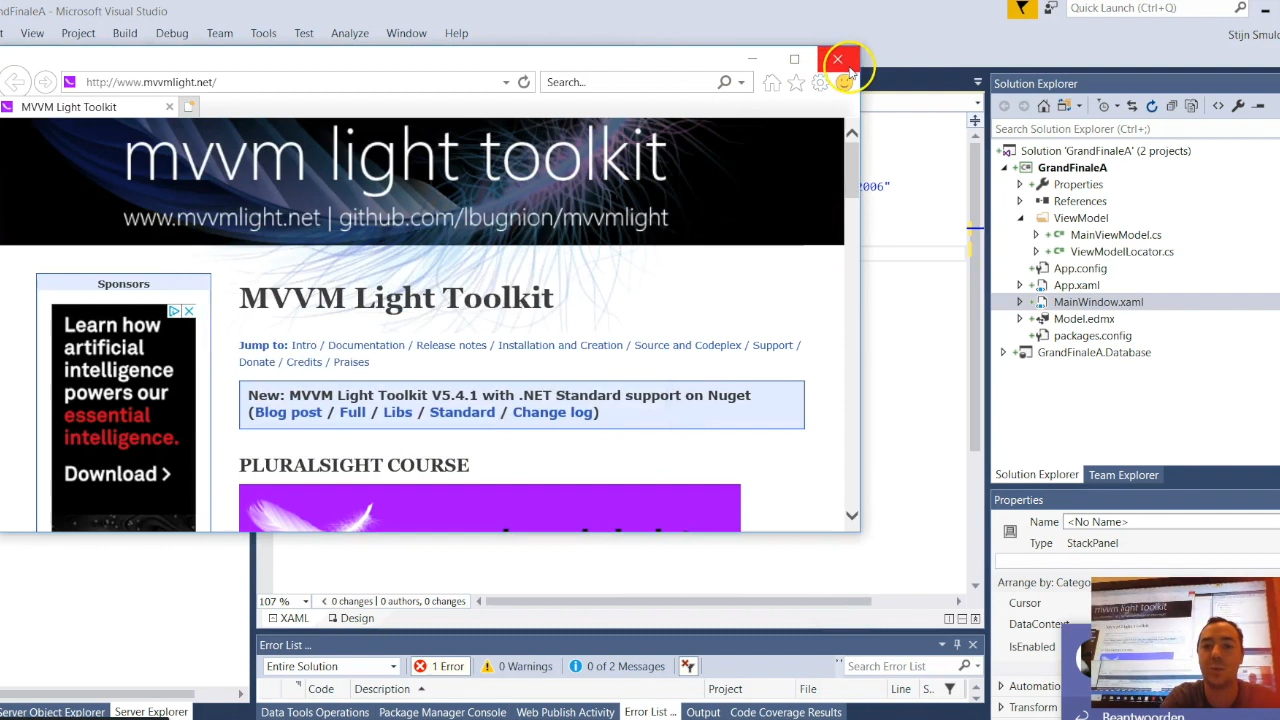 GrandFinaleA - Microsoft Visual Studio
Quick Launch (Ctrl+Q)
View Project Build Debug Team Tools Test Analyze Window Help
Stijn Smul
http://www.mvvmlight.net/
Search...
MVVM Light Toolkit
mvvm light toolkit
www.mvvmlight.net | github.com/lbugnion/mvvmlight
Sponsors
Learn how
artificial
intelligence
powers our
essential
intelligence.
Download >
MVVM Light Toolkit
Jump to: Intro / Documentation / Release notes / Installation and Creation / Source and Codeplex / Support /
Donate / Credits / Praises
New: MVVM Light Toolkit V5.4.1 with .NET Standard support on Nuget
(Blog post / Full / Libs / Standard / Change log)
PLURALSIGHT COURSE
2006"
Solution Explorer
Search Solution Explorer (Ctrl+;)
Solution 'GrandFinaleA' (2 projects)
GrandFinaleA
Properties
References
ViewModel
MainViewModel.cs
ViewModelLocator.cs
App.config
App.xaml
MainWindow.xaml
Model.edmx
packages.config
GrandFinaleA.Database
Solution Explorer Team Explorer
Properties
Name <No Name>
Type StackPanel
Arrange by: Catego
Cursor
DataContex
IsEnabled
Automation
Transform
mvvm light toolkit
Beantwoorden
107 % 0 changes | 0 authors, 0 changes
XAML Design
Error List ...
Entire Solution 1 Error 0 Warnings 0 of 2 Messages Search Error List
Code Description Project File Line S..
Server Object Explorer Server Explorer Data Tools Operations Package Manager Console Web Publish Activity Error List ... Output Code Coverage Results